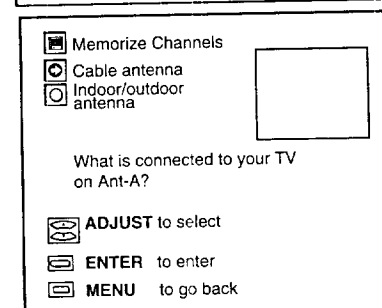 Memorize Channels
Cable antenna
Indoor/outdoor
antenna
What is connected to your TV
on Ant-A?
ADJUST to select
ENTER to enter
MENU to go back